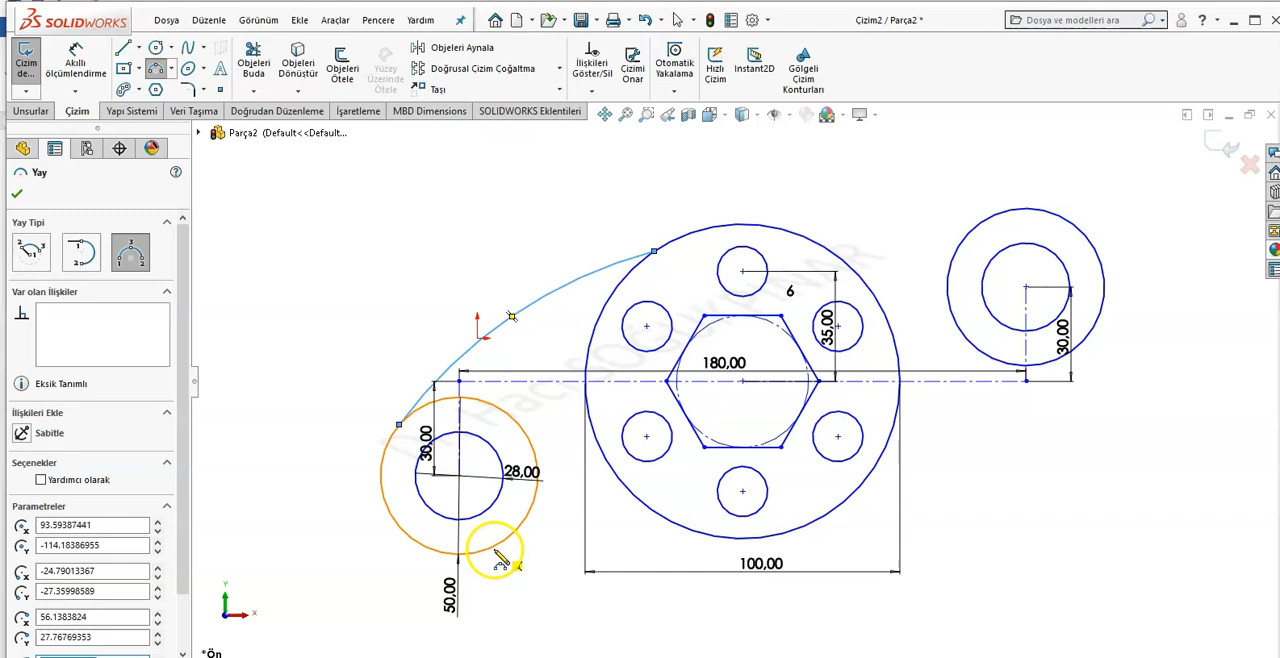 SOLIDWORKS
Dosya Düzenle Görünüm Ekle Araçlar Pencere Yardım
Çizim2 / Parça2 *
Dosya ve modelleri ara
Çizim de...
Akıllı ölçümlendirme
Objeleri Buda
Objeleri Dönüştür
Objeleri Ötele
Yüzey Üzerinde Ötele
Objeleri Aynala
Doğrusal Çizim Çoğaltma
Taşı
İlişkileri Göster/Sil
Çizimi Onar
Otomatik Yakalama
Hızlı Çizim
Instant2D
Gölgeli Çizim Konturları
Unsurlar Çizim Yapı Sistemi Veri Taşıma Doğrudan Düzenleme İşaretleme MBD Dimensions SOLIDWORKS Eklentileri
Parça2 (Default<<Default...
Yay
Yay Tipi
Var olan İlişkiler
Eksik Tanımlı
İlişkileri Ekle
Sabitle
Seçenekler
Yardımcı olarak
Parametreler
93.59387441
-114.18386955
-24.79013367
-27.35998589
56.1383824
27.76769353
6
35,00
180,00
30,00
30,00
28,00
50,00
100,00
Y
X
*Ön